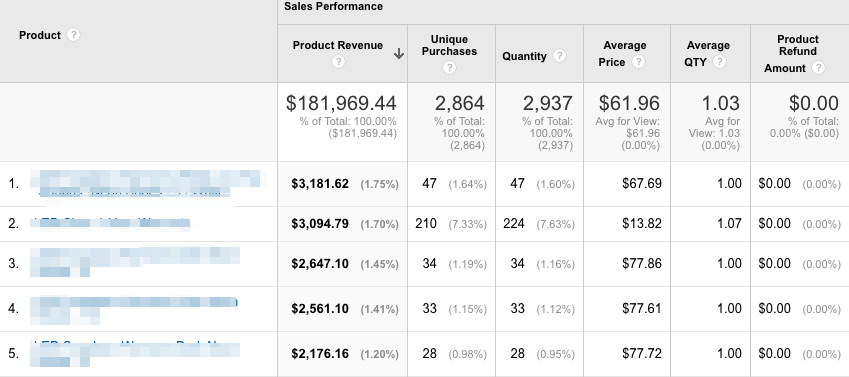 Sales Performance
Product ?
Product Revenue ?
Unique Purchases ?
Quantity ?
Average Price ?
Average QTY ?
Product Refund Amount ?
$181,969.44
% of Total: 100.00%
($181,969.44)
2,864
% of Total:
100.00%
(2,864)
2,937
% of Total:
100.00%
(2,937)
$61.96
Avg for View:
$61.96
(0.00%)
1.03
Avg for
View: 1.03
(0.00%)
$0.00
% of Total:
0.00% ($0.00)
1. $3,181.62 (1.75%) 47 (1.64%) 47 (1.60%) $67.69 1.00 $0.00 (0.00%)
2. $3,094.79 (1.70%) 210 (7.33%) 224 (7.63%) $13.82 1.07 $0.00 (0.00%)
3. $2,647.10 (1.45%) 34 (1.19%) 34 (1.16%) $77.86 1.00 $0.00 (0.00%)
4. $2,561.10 (1.41%) 33 (1.15%) 33 (1.12%) $77.61 1.00 $0.00 (0.00%)
5. $2,176.16 (1.20%) 28 (0.98%) 28 (0.95%) $77.72 1.00 $0.00 (0.00%)